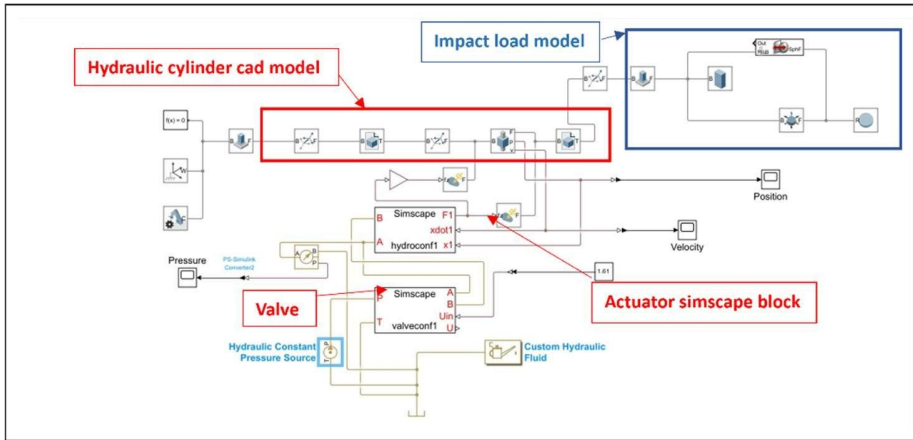 Impact load model
Hydraulic cylinder cad model
f(x) = 0
W
C
B F
B F
B T
B F
B F
P
x
B T
B F
B F
B
B F
R
F
F
Position
Velocity
Pressure
PS-Simulink
Converter2
A B
P
Simscape
B
A
F1
xdot1
x1
hydroconf1
Simscape
P
T
A
B
Uin
U
valveconf1
1.61
Valve
Actuator simscape block
Hydraulic Constant
Pressure Source
P
T
Custom Hydraulic
Fluid